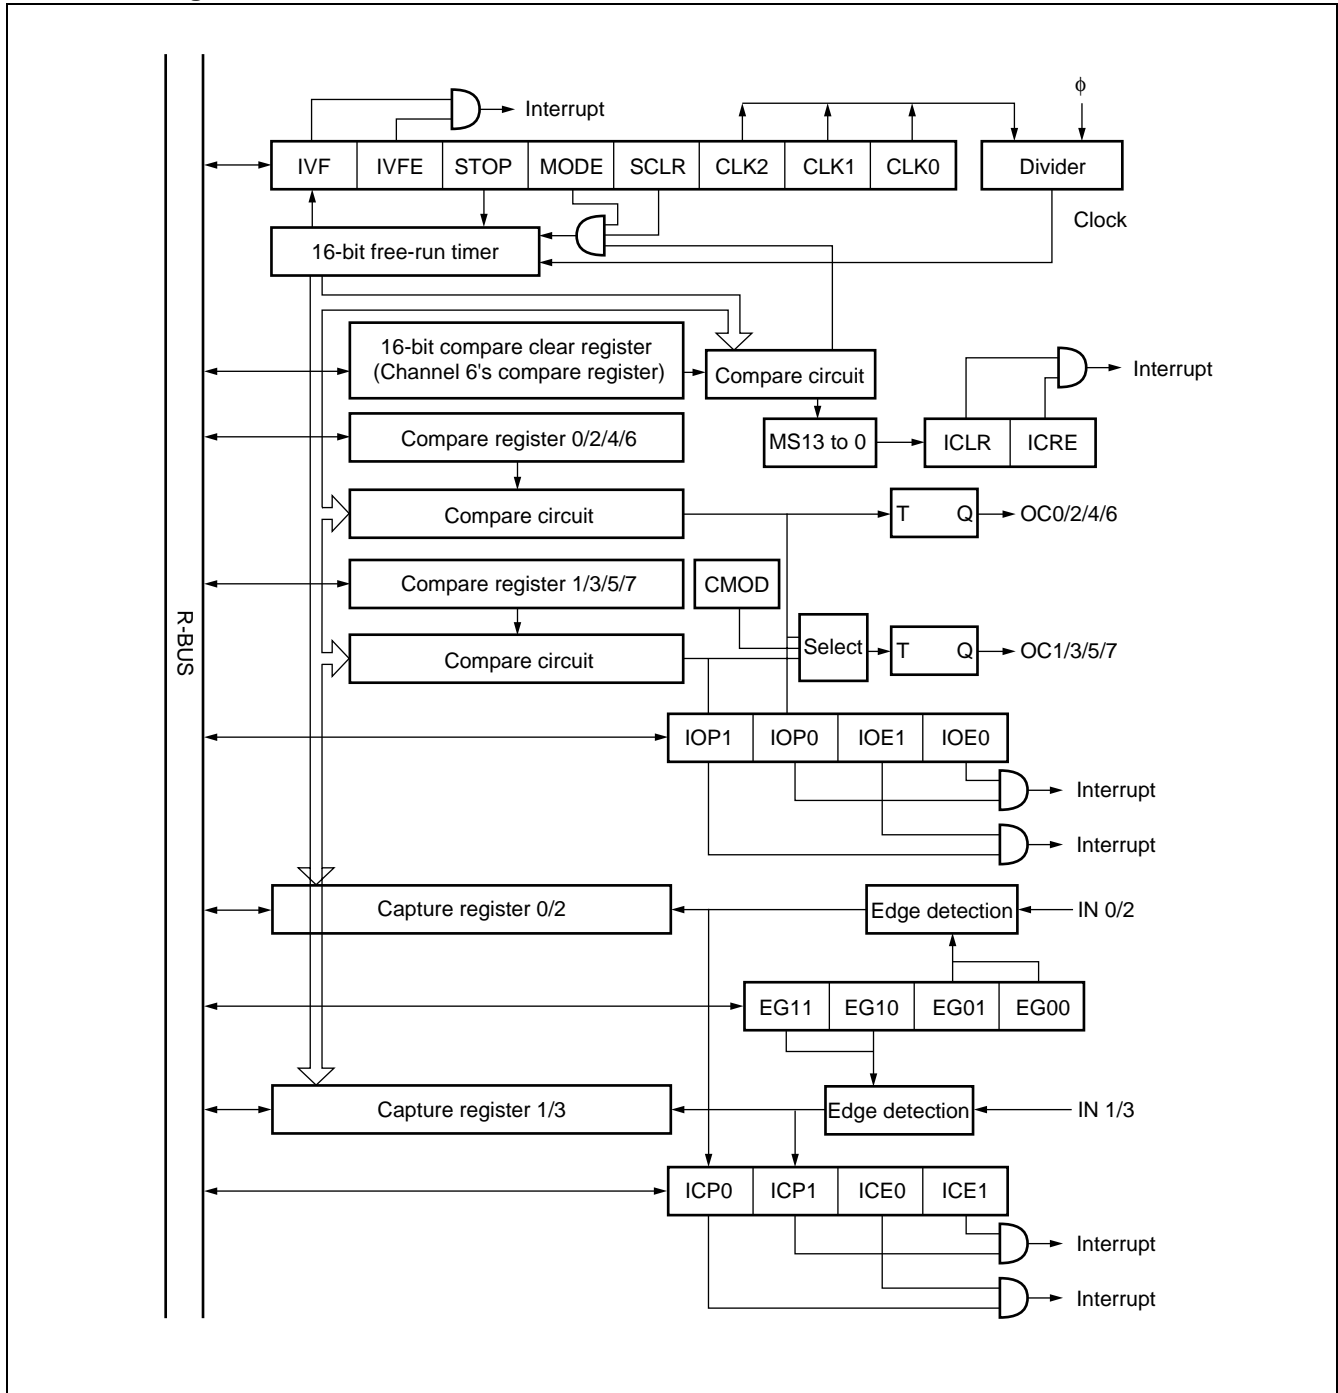 φ
Interrupt
IVF IVFE STOP MODE SCLR CLK2 CLK1 CLK0 Divider
Clock
16-bit free-run timer
16-bit compare clear register
(Channel 6's compare register)
Compare circuit
Interrupt
Compare register 0/2/4/6
MS13 to 0
ICLR ICRE
Compare circuit
T Q OC0/2/4/6
Compare register 1/3/5/7
CMOD
R-BUS
Compare circuit
Select
T Q OC1/3/5/7
IOP1 IOP0 IOE1 IOE0
Interrupt
Interrupt
Capture register 0/2
Edge detection
IN 0/2
EG11 EG10 EG01 EG00
Capture register 1/3
Edge detection
IN 1/3
ICP0 ICP1 ICE0 ICE1
Interrupt
Interrupt